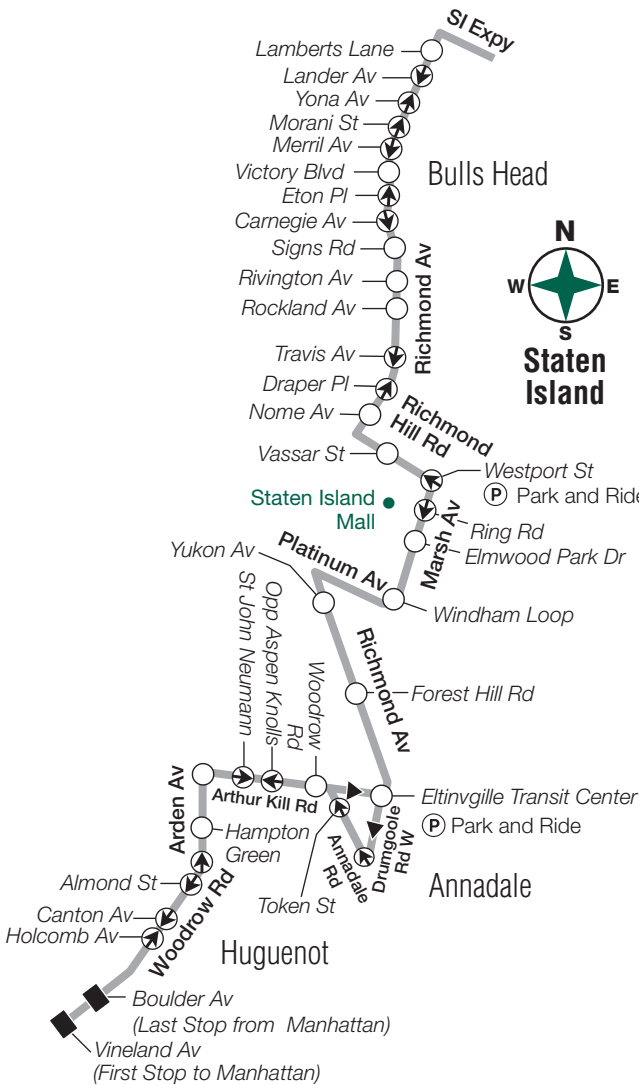 SI Expy
Lamberts Lane
Lander Av
Yona Av
Morani St
Merril Av
Victory Blvd
Bulls Head
Eton Pl
Carnegie Av
Signs Rd
Rivington Av
Rockland Av
Richmond Av
N
W
E
S
Staten
Island
Travis Av
Draper Pl
Nome Av
Richmond
Hill Rd
Vassar St
Westport St
P Park and Ride
Staten Island
Mall
Marsh Av
Ring Rd
Elmwood Park Dr
Yukon Av
Platinum Av
Windham Loop
St John Neumann
Opp Aspen Knolls
Woodrow
Rd
Richmond Av
Forest Hill Rd
Arden Av
Arthur Kill Rd
Eltinvgille Transit Center
P Park and Ride
Hampton
Green
Annadale
Rd
Drumgoole
Rd W
Annadale
Token St
Almond St
Canton Av
Holcomb Av
Woodrow Rd
Huguenot
Boulder Av
(Last Stop from Manhattan)
Vineland Av
(First Stop to Manhattan)